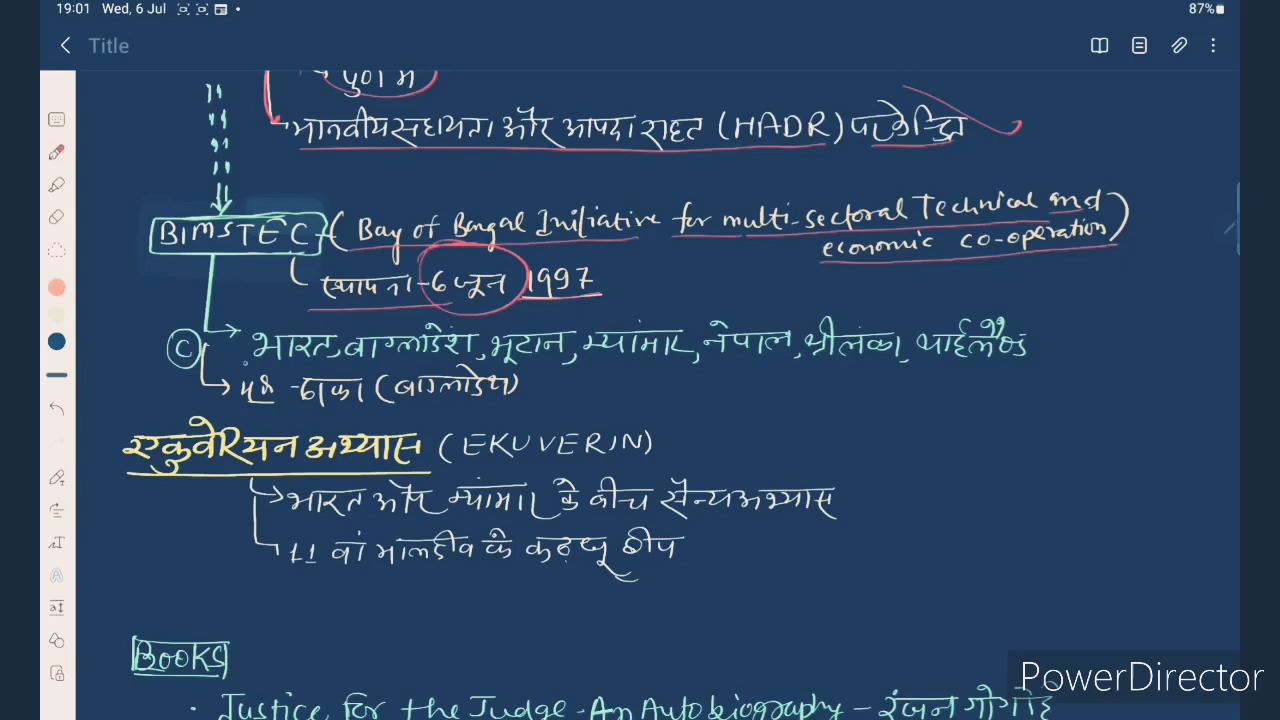 19:01 Wed, 6 Jul
87%
Title
पुणे में
मानवीय सहायता और आपदा राहत (HADR) पर केन्द्रित
BIMSTEC (Bay of Bengal Initiative for multi-sectoral Technical and
economic co-operation)
स्थापना - 6 जून 1997
(C) भारत, बाग्लादेश, भूटान, म्यांमार, नेपाल, श्रीलंका, थाईलैंड
ढाका (बाग्लादेश)
एकुवेरियन अभ्यास (EKUVERIN)
भारत और म्यांमार के बीच सैन्य अभ्यास
11 वां मालदीव के कढधू द्वीप
BOOKS
· Justice for the Judge - An Autobiography - रंजन गोगोई
PowerDirector